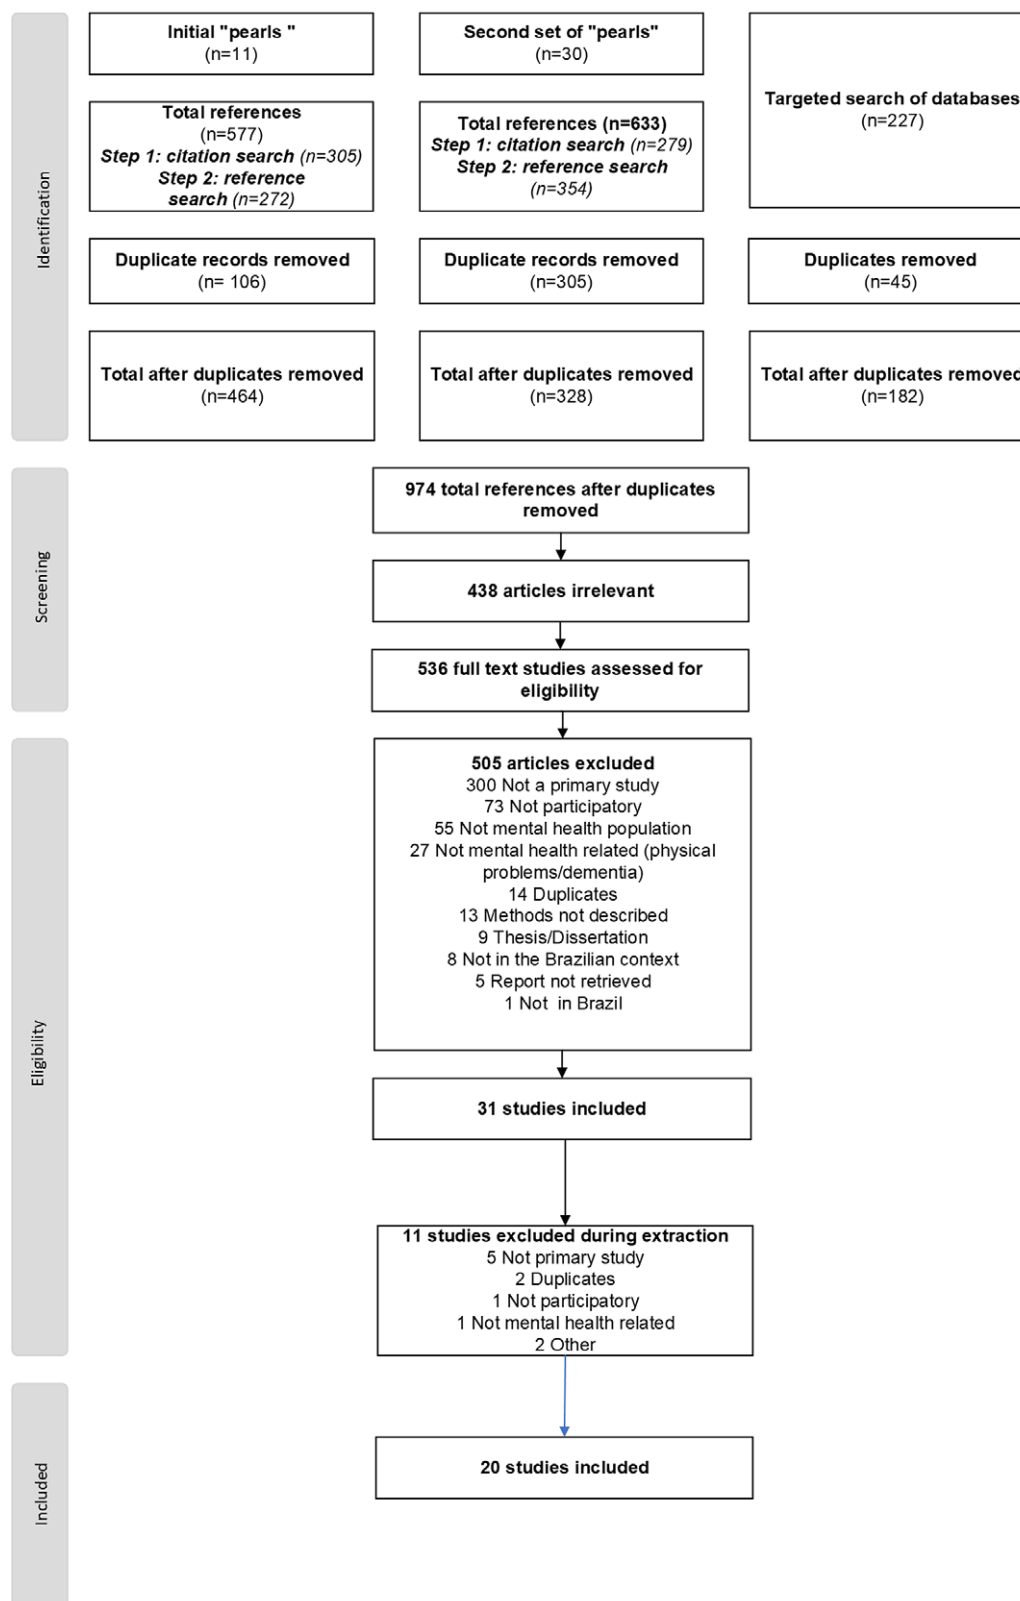 Identification
Initial "pearls "
(n=11)
Second set of "pearls"
(n=30)
Targeted search of databases
(n=227)
Total references
(n=577)
Step 1: citation search (n=305)
Step 2: reference
search (n=272)
Total references (n=633)
Step 1: citation search (n=279)
Step 2: reference search
(n=354)
Duplicate records removed
(n= 106)
Duplicate records removed
(n=305)
Duplicates removed
(n=45)
Total after duplicates removed
(n=464)
Total after duplicates removed
(n=328)
Total after duplicates removed
(n=182)
Screening
974 total references after duplicates
removed
438 articles irrelevant
536 full text studies assessed for
eligibility
Eligibility
505 articles excluded
300 Not a primary study
73 Not participatory
55 Not mental health population
27 Not mental health related (physical
problems/dementia)
14 Duplicates
13 Methods not described
9 Thesis/Dissertation
8 Not in the Brazilian context
5 Report not retrieved
1 Not  in Brazil
31 studies included
11 studies excluded during extraction
5 Not primary study
2 Duplicates
1 Not participatory
1 Not mental health related
2 Other
Included
20 studies included